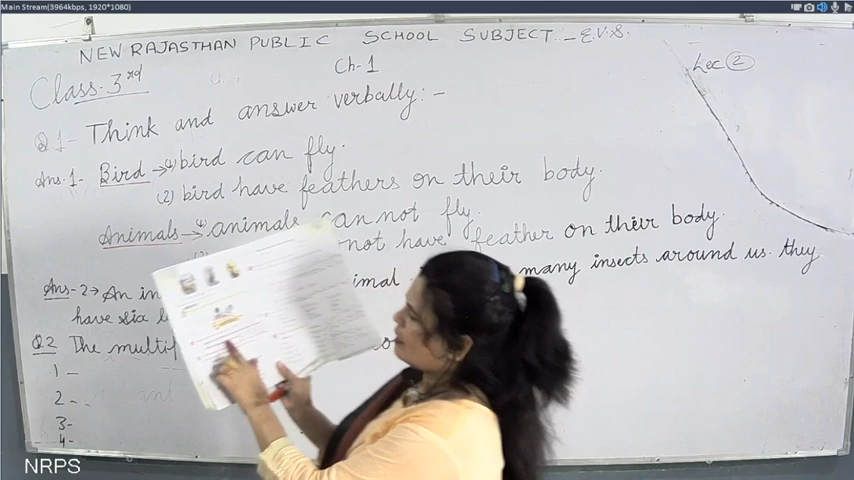 Main Stream(3964kbps, 1920*1080)
NEW RAJASTHAN PUBLIC SCHOOL SUBJECT - E.V.S.
Class-3rd Ch-1 Lec 2
Q1- Think and answer verbally:-
Ans.1- Bird → (1) bird can fly.
(2) bird have feathers on their body.
Animals → (1) animals can not fly.
not have feather on their body.
Ans-2 → An many insects around us. they
have six
Q2 The
1-
2-
3-
4-
NRPS